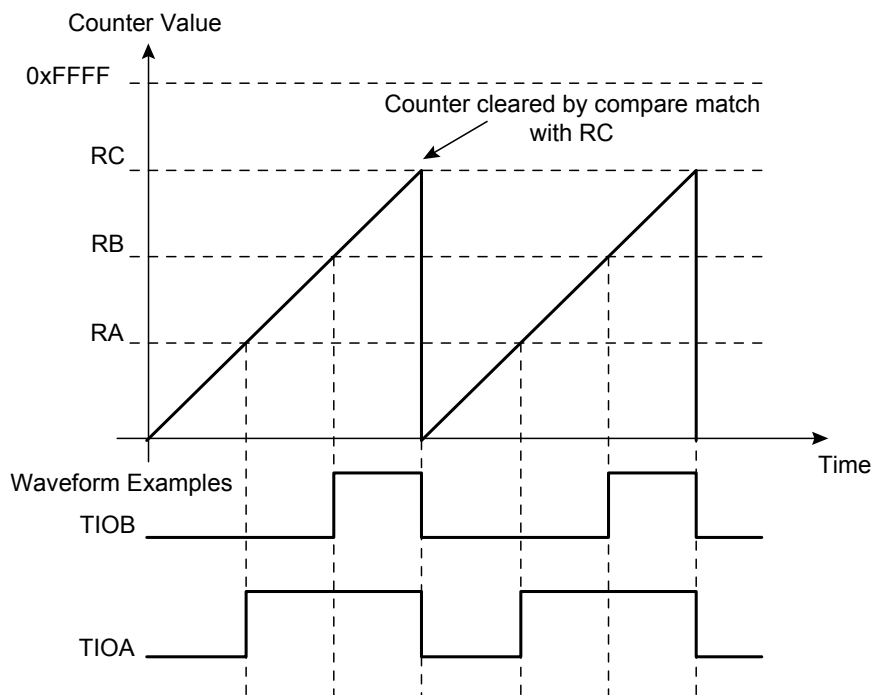 Counter Value
0xFFFF
Counter cleared by compare match
with RC
RC
RB
RA
Time
Waveform Examples
TIOB
TIOA